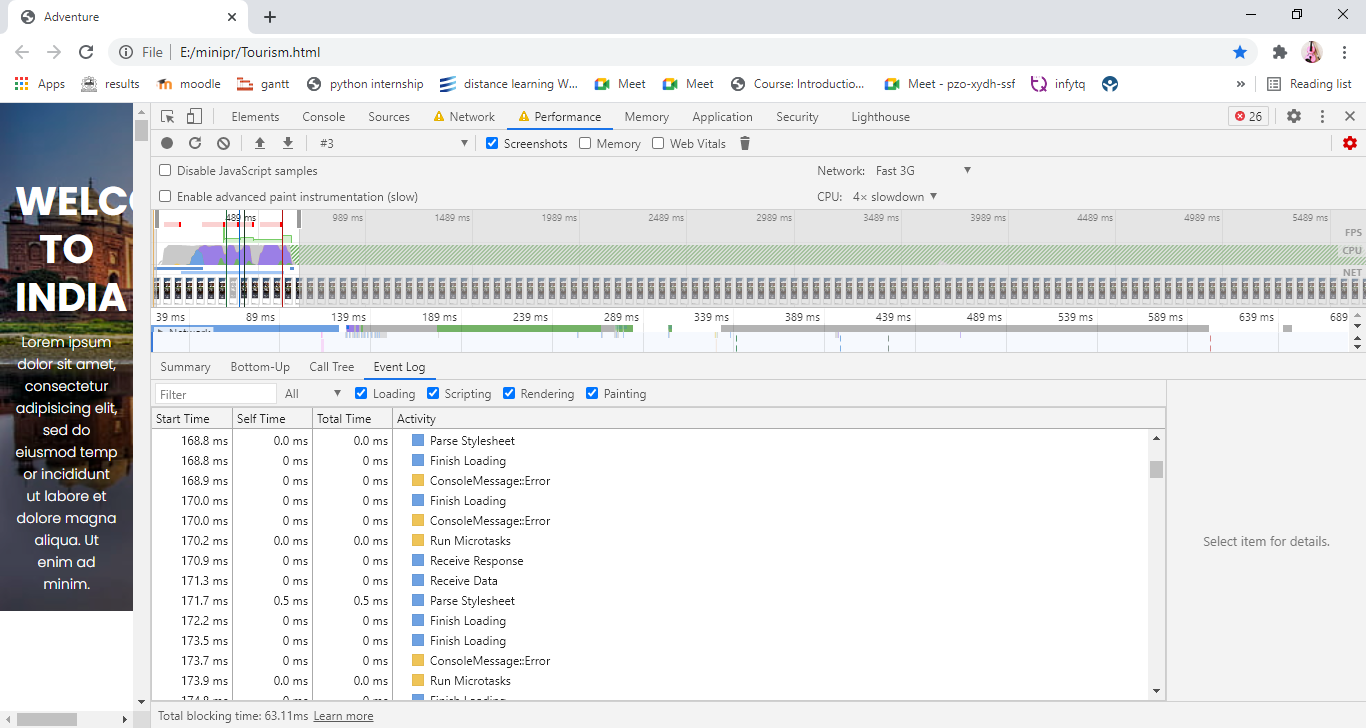 Adventure
File E:/minipr/Tourism.html
Apps results moodle gantt python internship distance learning W... Meet Meet Course: Introductio... Meet - pzo-xydh-ssf infytq » Reading list
Elements Console Sources Network Performance Memory Application Security Lighthouse 26
#3 Screenshots Memory Web Vitals
Disable JavaScript samples Network: Fast 3G
Enable advanced paint instrumentation (slow) CPU: 4× slowdown
489 ms 989 ms 1489 ms 1989 ms 2489 ms 2989 ms 3489 ms 3989 ms 4489 ms 4989 ms 5489 ms
FPS
CPU
NET
39 ms 89 ms 139 ms 189 ms 239 ms 289 ms 339 ms 389 ms 439 ms 489 ms 539 ms 589 ms 639 ms 689
Network
Summary Bottom-Up Call Tree Event Log
Filter All Loading Scripting Rendering Painting
Start Time Self Time Total Time Activity
168.8 ms 0.0 ms 0.0 ms Parse Stylesheet
168.8 ms 0 ms 0 ms Finish Loading
168.9 ms 0 ms 0 ms ConsoleMessage::Error
170.0 ms 0 ms 0 ms Finish Loading
170.0 ms 0 ms 0 ms ConsoleMessage::Error
170.2 ms 0.0 ms 0.0 ms Run Microtasks
170.9 ms 0 ms 0 ms Receive Response
171.3 ms 0 ms 0 ms Receive Data
171.7 ms 0.5 ms 0.5 ms Parse Stylesheet
172.2 ms 0 ms 0 ms Finish Loading
173.5 ms 0 ms 0 ms Finish Loading
173.7 ms 0 ms 0 ms ConsoleMessage::Error
173.9 ms 0.0 ms 0.0 ms Run Microtasks
174.8 ms 0 ms 0 ms Finish Loading
Select item for details.
Total blocking time: 63.11ms Learn more
WELCO
TO
INDIA
Lorem ipsum
dolor sit amet,
consectetur
adipisicing elit,
sed do
eiusmod temp
or incididunt
ut labore et
dolore magna
aliqua. Ut
enim ad
minim.